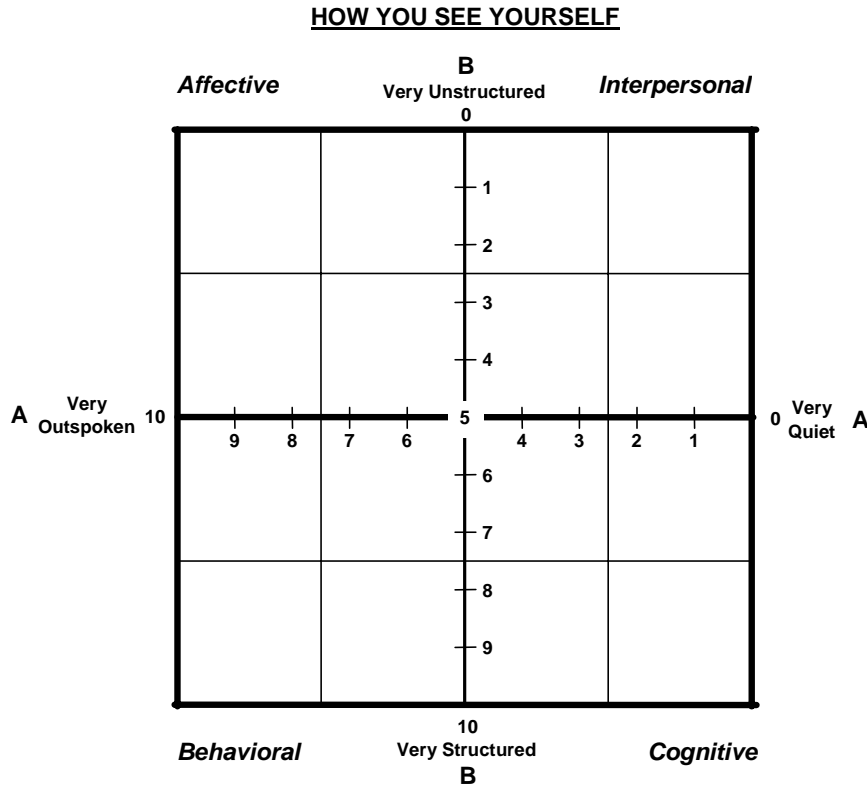 HOW YOU SEE YOURSELF
B
Affective
Very Unstructured
Interpersonal
0
1
2
3
4
A
Very
Outspoken
10
5
0
Very
Quiet
A
9
8
7
6
4
3
2
1
6
7
8
9
10
Behavioral
Very Structured
Cognitive
B